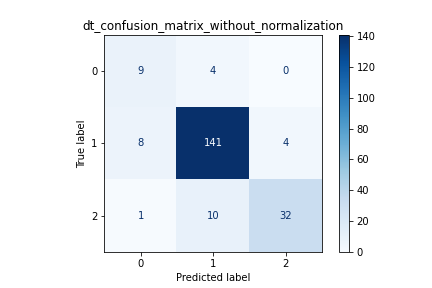 dt_confusion_matrix_without_normalization
140
0 9 4 0
120
100
True label
1 8 141 4
80
60
40
2 1 10 32
20
0
0 1 2
Predicted label